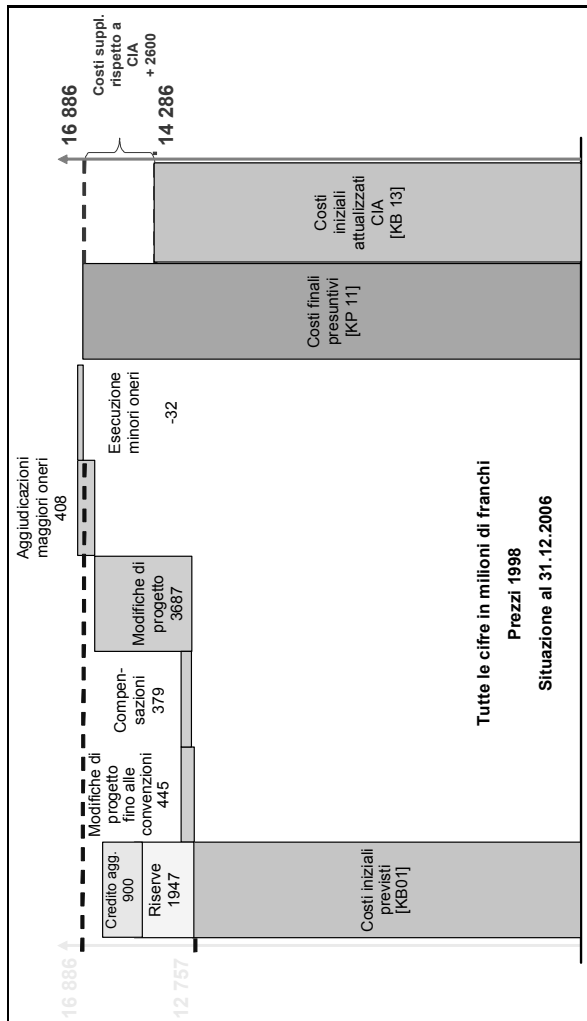 16 886
12 757
Credito agg.
900
Riserve
1947
Costi iniziali
previsti
[KB01]
Modifiche di
progetto
fino alle
convenzioni
445
Compen-
sazioni
379
Modifiche di
progetto
3687
Aggiudicazioni
maggiori oneri
408
Esecuzione
minori oneri
-32
Costi finali
presuntivi
[KP 11]
Costi
iniziali
attualizzati
CIA
[KB 13]
16 886
14 286
Costi suppl.
rispetto a
CIA
+ 2600
Tutte le cifre in milioni di franchi
Prezzi 1998
Situazione al 31.12.2006